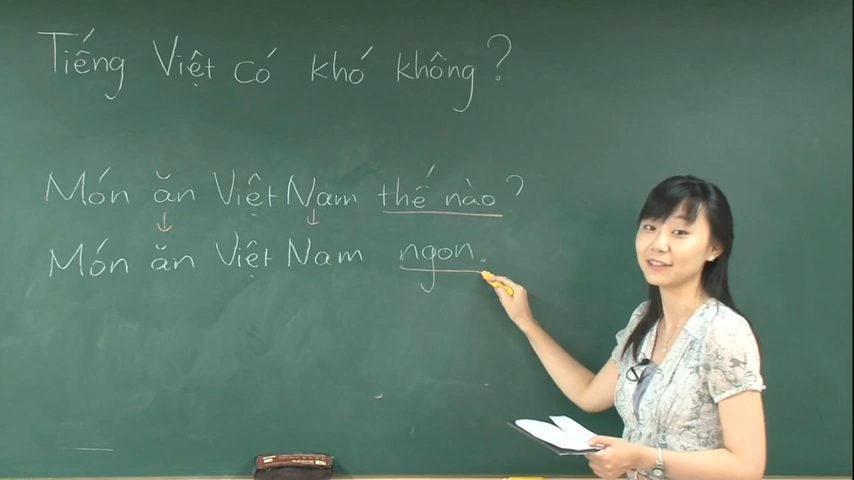 Tiếng Việt có khó không?
Món ăn Việt Nam thế nào?
Món ăn Việt Nam ngon.